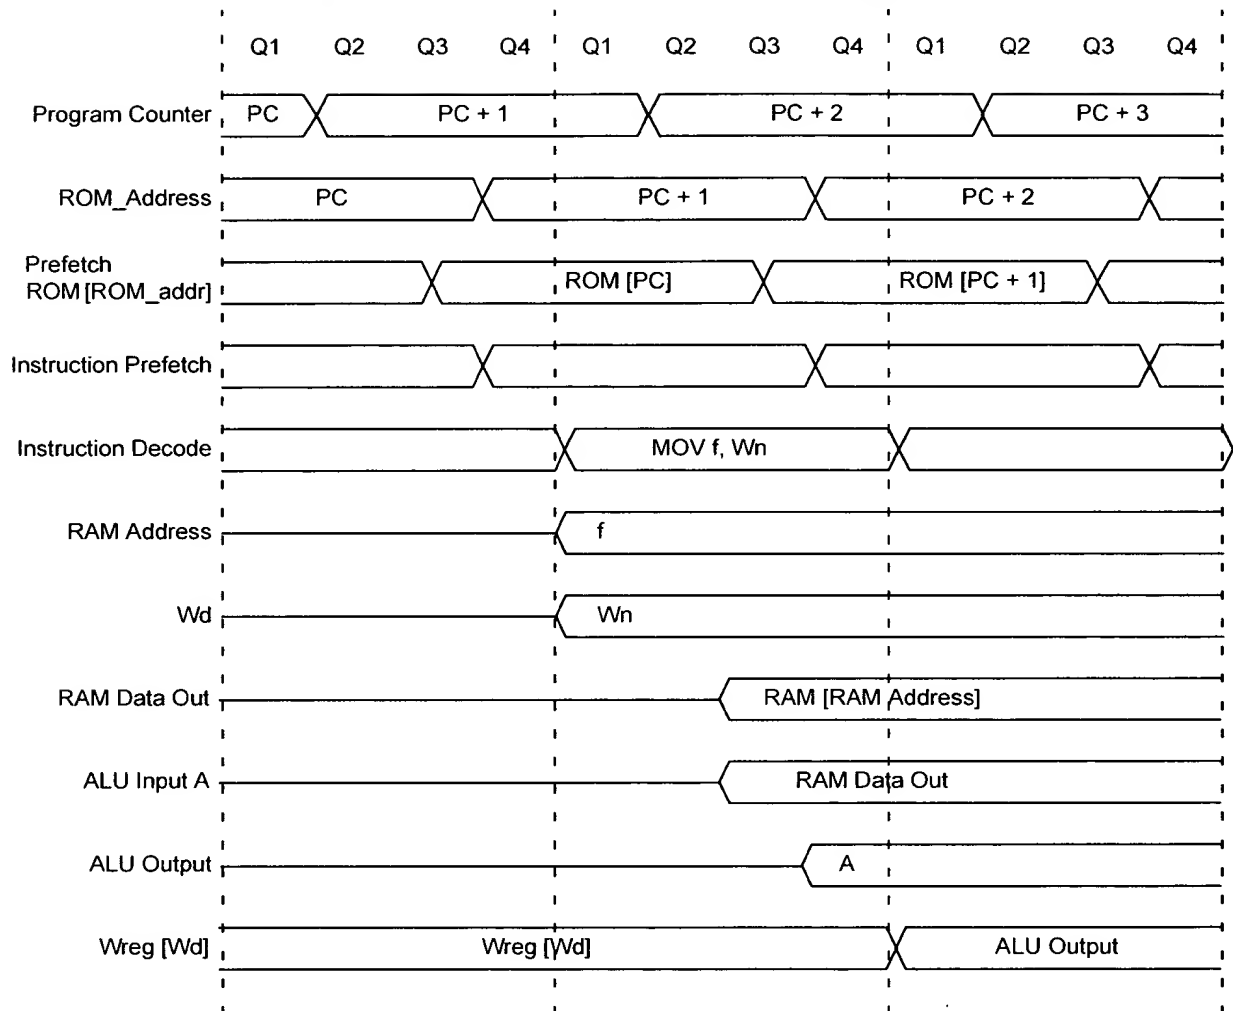 Q1 Q2 Q3 Q4 Q1 Q2 Q3 Q4 Q1 Q2 Q3 Q4
Program Counter PC PC + 1 PC + 2 PC + 3
ROM_Address PC PC + 1 PC + 2
Prefetch
ROM [ROM_addr] ROM [PC] ROM [PC + 1]
Instruction Prefetch
Instruction Decode MOV f, Wn
RAM Address f
Wd Wn
RAM Data Out RAM [RAM Address]
ALU Input A RAM Data Out
ALU Output A
Wreg [Wd] Wreg [Wd] ALU Output